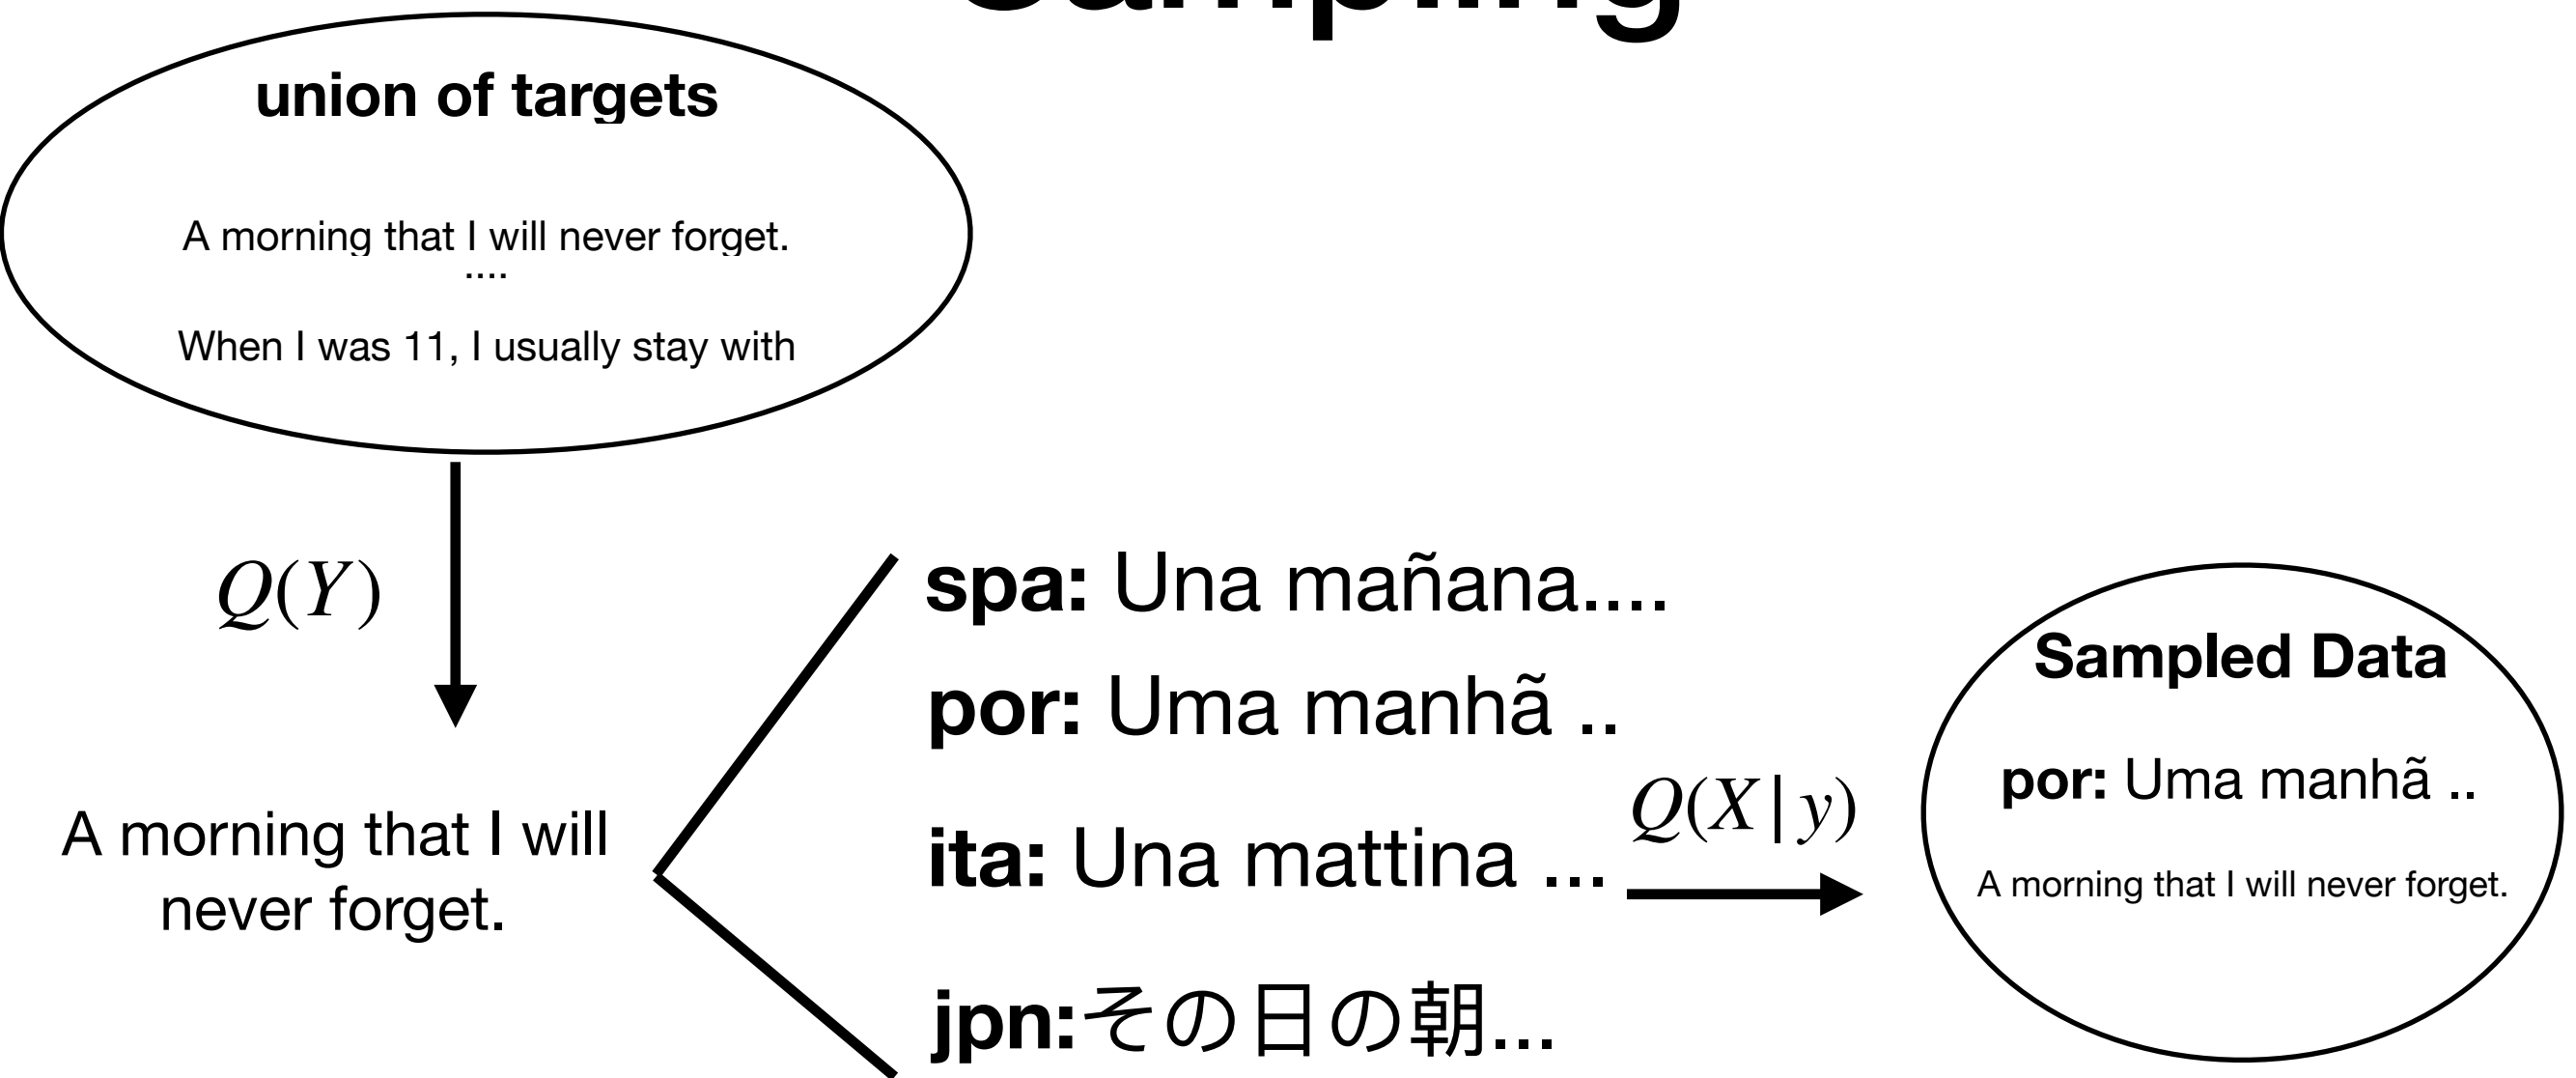 Sampling
union of targets
A morning that I will never forget.
....
When I was 11, I usually stay with
Q(Y)
A morning that I will
never forget.
spa: Una mañana....
por: Uma manhã ..
ita: Una mattina ...
jpn:その日の朝...
Q(X|y)
Sampled Data
por: Uma manhã ..
A morning that I will never forget.